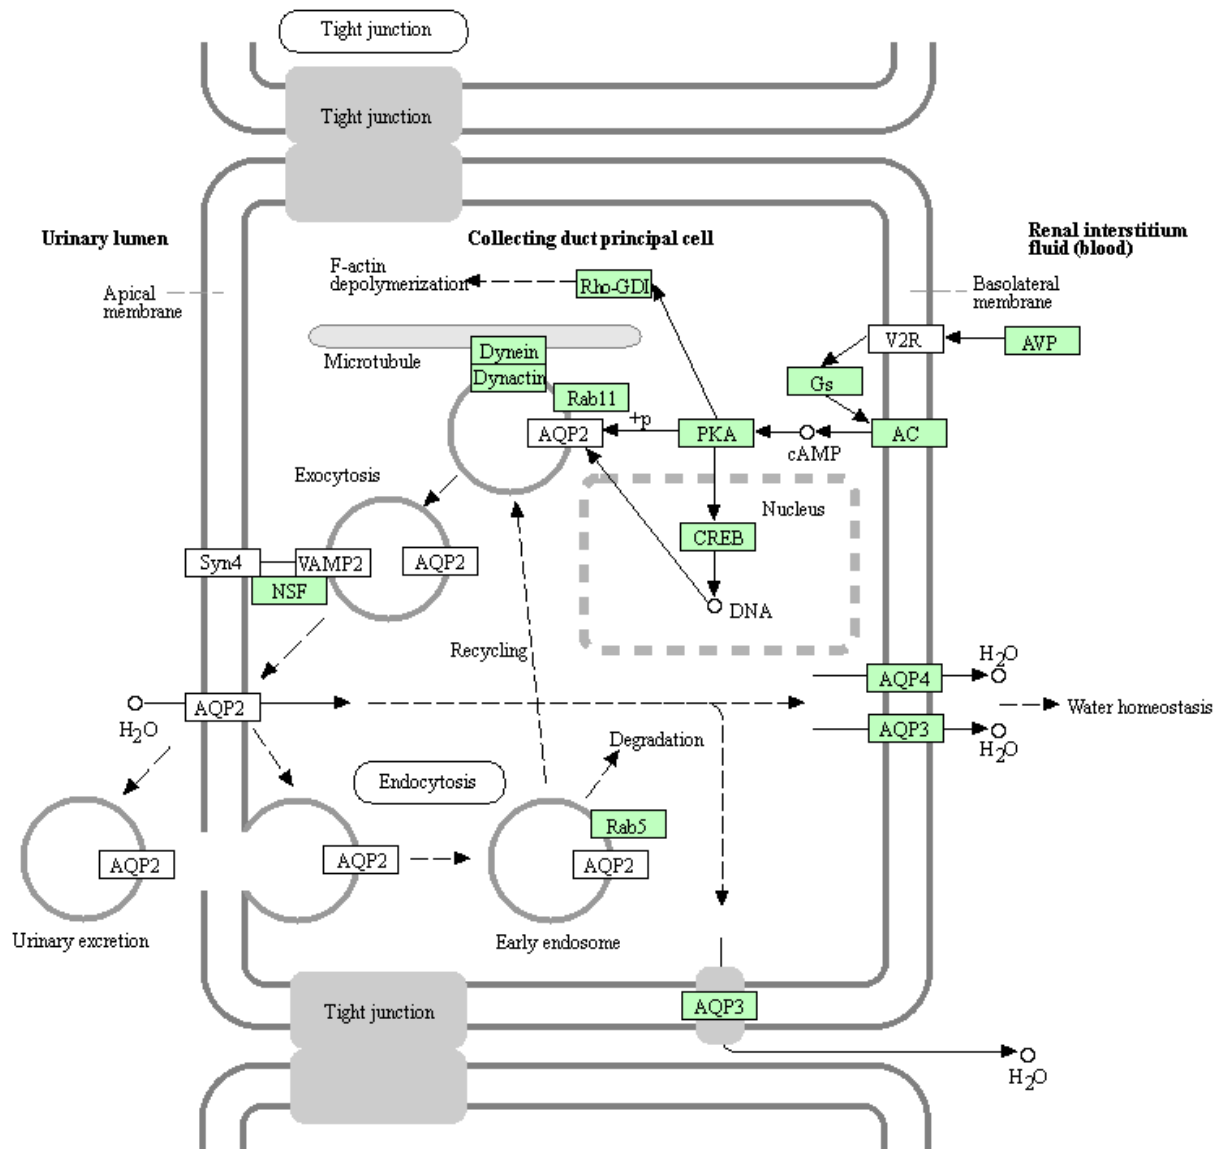 Tight junction
Tight junction
Urinary lumen
Collecting duct principal cell
Renal interstitium
fluid (blood)
F-actin
depolymerization
Rho-GDI
Apical
membrane
Basolateral
membrane
Microtubule
Dynein
Dynactin
V2R
AVP
Gs
Rab11
AQP2
+p
PKA
cAMP
AC
Exocytosis
Nucleus
CREB
Syn4
VAMP2
AQP2
NSF
DNA
Recycling
H2O
AQP4
AQP2
H2O
Water homeostasis
AQP3
H2O
Degradation
Endocytosis
Rab5
AQP2
AQP2
AQP2
Urinary excretion
Early endosome
Tight junction
AQP3
H2O